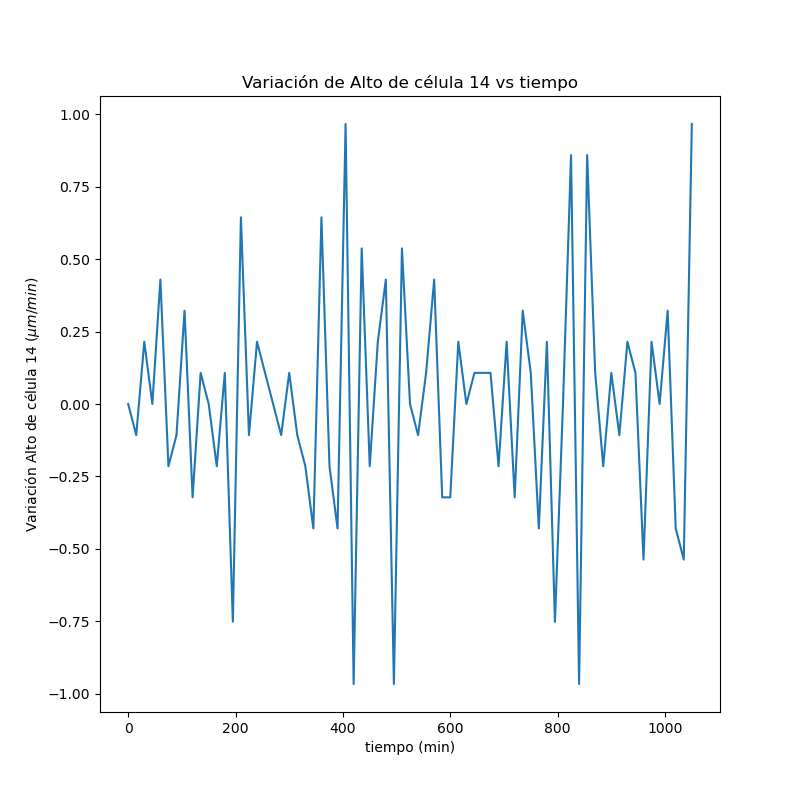 Variación de Alto de célula 14 vs tiempo
1.00
0.75
0.50
0.25
0.00
−0.25
−0.50
−0.75
−1.00
Variación Alto de célula 14 (μm/min)
0 200 400 600 800 1000
tiempo (min)